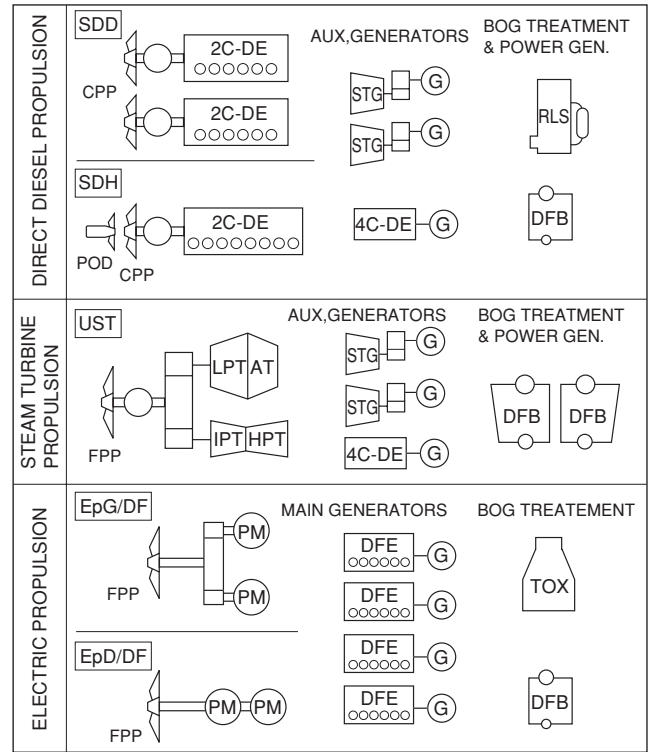 DIRECT DIESEL PROPULSION
SDD
CPP
2C-DE
2C-DE
AUX,GENERATORS
STG
G
STG
G
BOG TREATMENT
& POWER GEN.
RLS
SDH
POD
CPP
2C-DE
4C-DE
G
DFB
STEAM TURBINE
PROPULSION
UST
FPP
LPT
AT
IPT
HPT
AUX,GENERATORS
STG
G
STG
G
4C-DE
G
BOG TREATMENT
& POWER GEN.
DFB
DFB
ELECTRIC PROPULSION
EpG/DF
FPP
PM
PM
MAIN GENERATORS
DFE
G
DFE
G
DFE
G
DFE
G
BOG TREATEMENT
TOX
EpD/DF
FPP
PM
PM
DFB